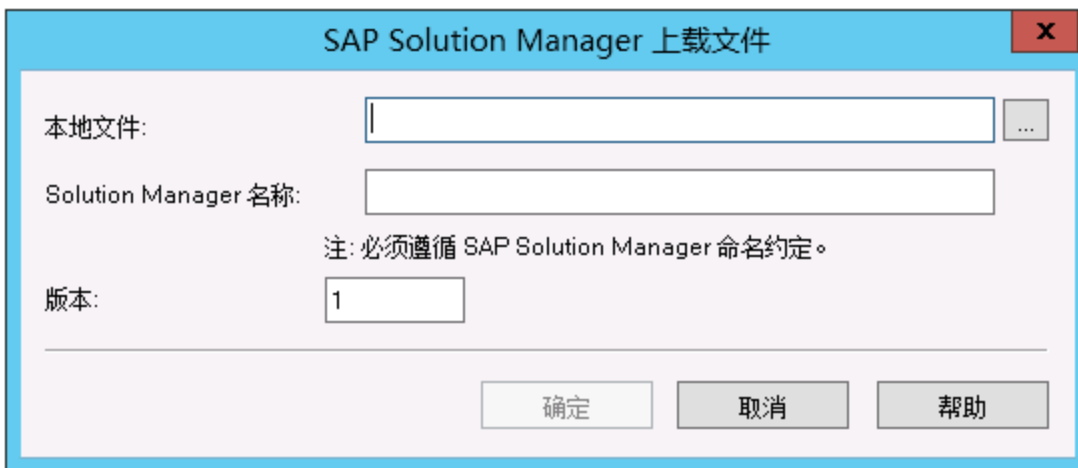 SAP Solution Manager 上载文件
x
本地文件:
...
Solution Manager 名称:
注: 必须遵循 SAP Solution Manager 命名约定。
版本:
1
确定 取消 帮助